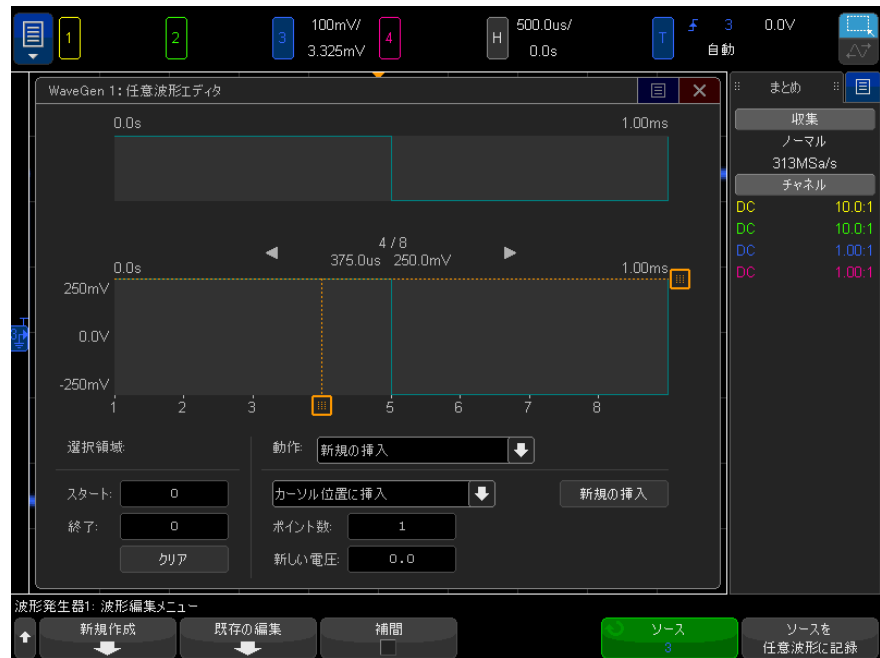 1 2 3 100mV/ 3.325mV 4 H 500.0us/ 0.0s T 3 0.0V 自動
WaveGen 1: 任意波形エディタ
0.0s 1.00ms
4 / 8
375.0us 250.0mV
0.0s 1.00ms
250mV
0.0V
-250mV
1 2 3 5 6 7 8
選択領域:
動作: 新規の挿入
スタート: 0
カーソル位置に挿入 新規の挿入
終了: 0
ポイント数: 1
クリア
新しい電圧: 0.0
まとめ
収集
ノーマル
313MSa/s
チャネル
DC 10.0:1
DC 10.0:1
DC 1.00:1
DC 1.00:1
波形発生器1: 波形編集メニュー
新規作成 既存の編集 補間 ソース 3 ソースを
任意波形に記録